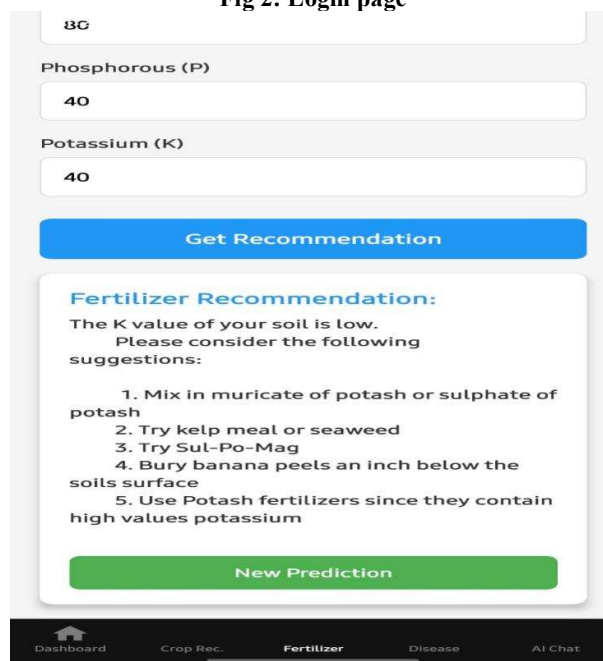 Fig 2: Login page
80
Phosphorous (P)
40
Potassium (K)
40
Get Recommendation
Fertilizer Recommendation:
The K value of your soil is low.
Please consider the following
suggestions:
1. Mix in muricate of potash or sulphate of
potash
2. Try kelp meal or seaweed
3. Try Sul-Po-Mag
4. Bury banana peels an inch below the
soils surface
5. Use Potash fertilizers since they contain
high values potassium
New Prediction
Dashboard Crop Rec. Fertilizer Disease AI Chat